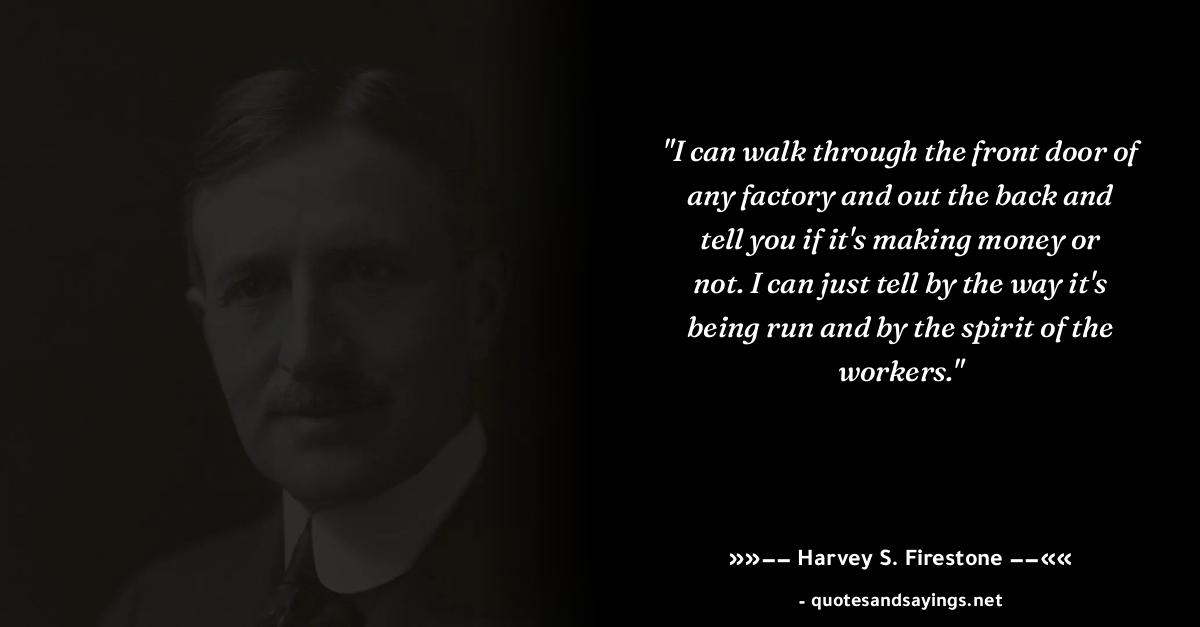 "I can walk through the front door of
any factory and out the back and
tell you if it's making money or
not. I can just tell by the way it's
being run and by the spirit of the
workers."
»»−− Harvey S. Firestone −−««
- quotesandsayings.net